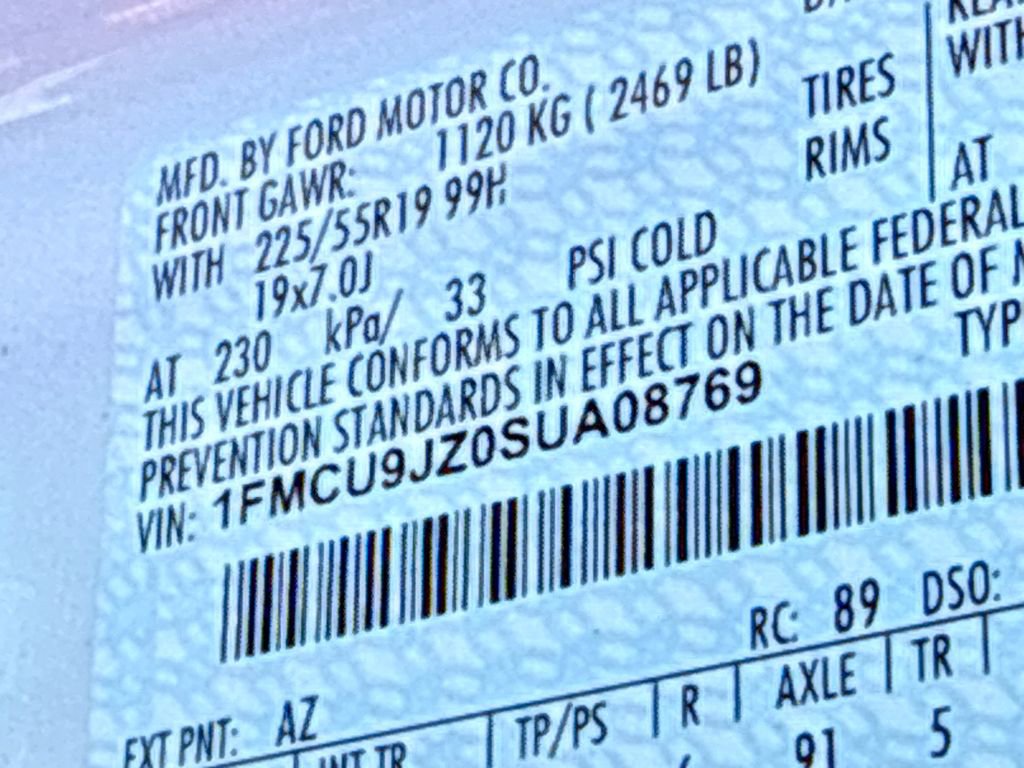 MFD. BY FORD MOTOR CO.
FRONT GAWR: 1120 KG ( 2469 LB)
WITH 225/55R19 99H TIRES WITH
19x7.0J RIMS
AT 230 kPa/ 33 PSI COLD AT
THIS VEHICLE CONFORMS TO ALL APPLICABLE FEDERAL
PREVENTION STANDARDS IN EFFECT ON THE DATE OF
VIN: 1FMCU9JZ0SUA08769 TYP
RC: 89 DSO:
EXT PNT: AZ
INT TR TP/PS R AXLE TR
91 5